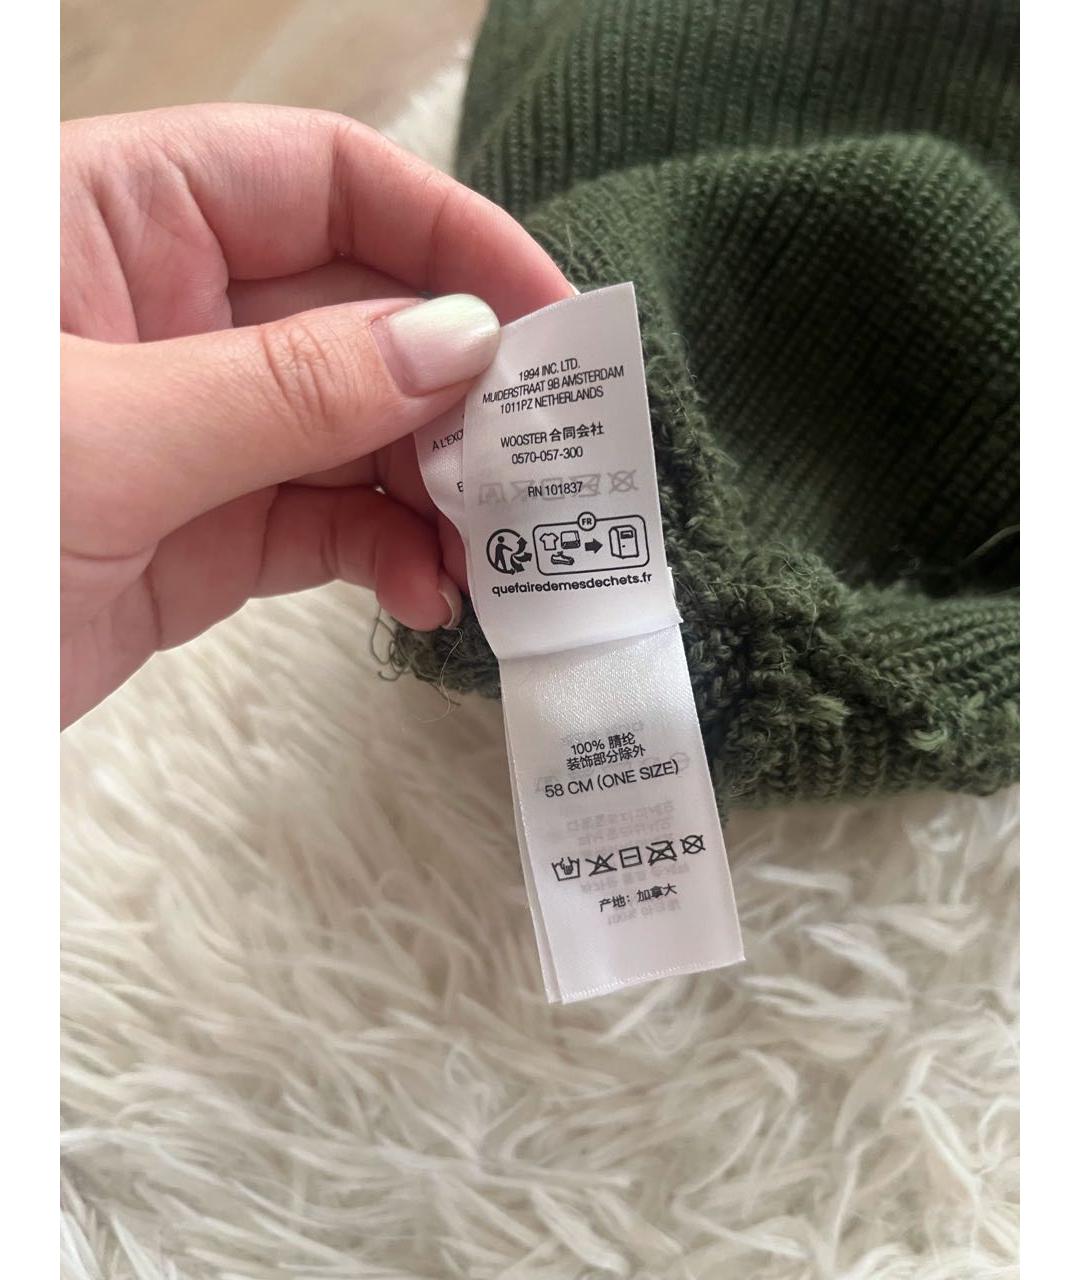 1994 INC. LTD.
MUIDERSTRAAT 9B AMSTERDAM
1011PZ NETHERLANDS
WOOSTER 合同会社
0570-057-300
RN 101837
FR
quefairedemesdechets.fr
A L'EXC
100% 腈纶
装饰部分除外
58 CM (ONE SIZE)
产地：加拿大